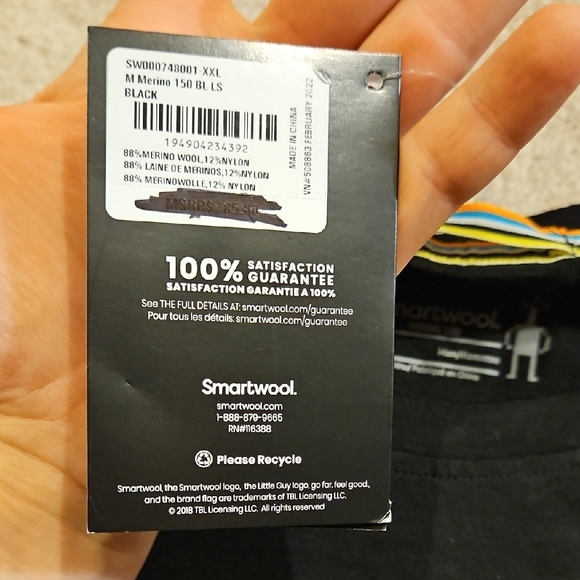 SW000748001-XXL
M Merino 150 BL LS
BLACK
194904234392
88%MERINO WOOL,12%NYLON
88% LAINE DE MERINOS,12%NYLON
88% MERINOWOLLE,12% NYLON
MADE IN CHINA
VN#:508863 FEBRUARY 2022
100% SATISFACTION
GUARANTEE
SATISFACTION GARANTIE A 100%
See THE FULL DETAILS AT: smartwool.com/guarantee
Pour tous les détails: smartwool.com/guarantee
Smartwool.
smartwool.com
1-888-879-9665
RN#116388
Please Recycle
Smartwool, the Smartwool logo, the Little Guy logo, go far. feel good.,
and the brand flag are trademarks of TBL Licensing LLC.
© 2018 TBL Licensing LLC. All rights reserved
martwool.